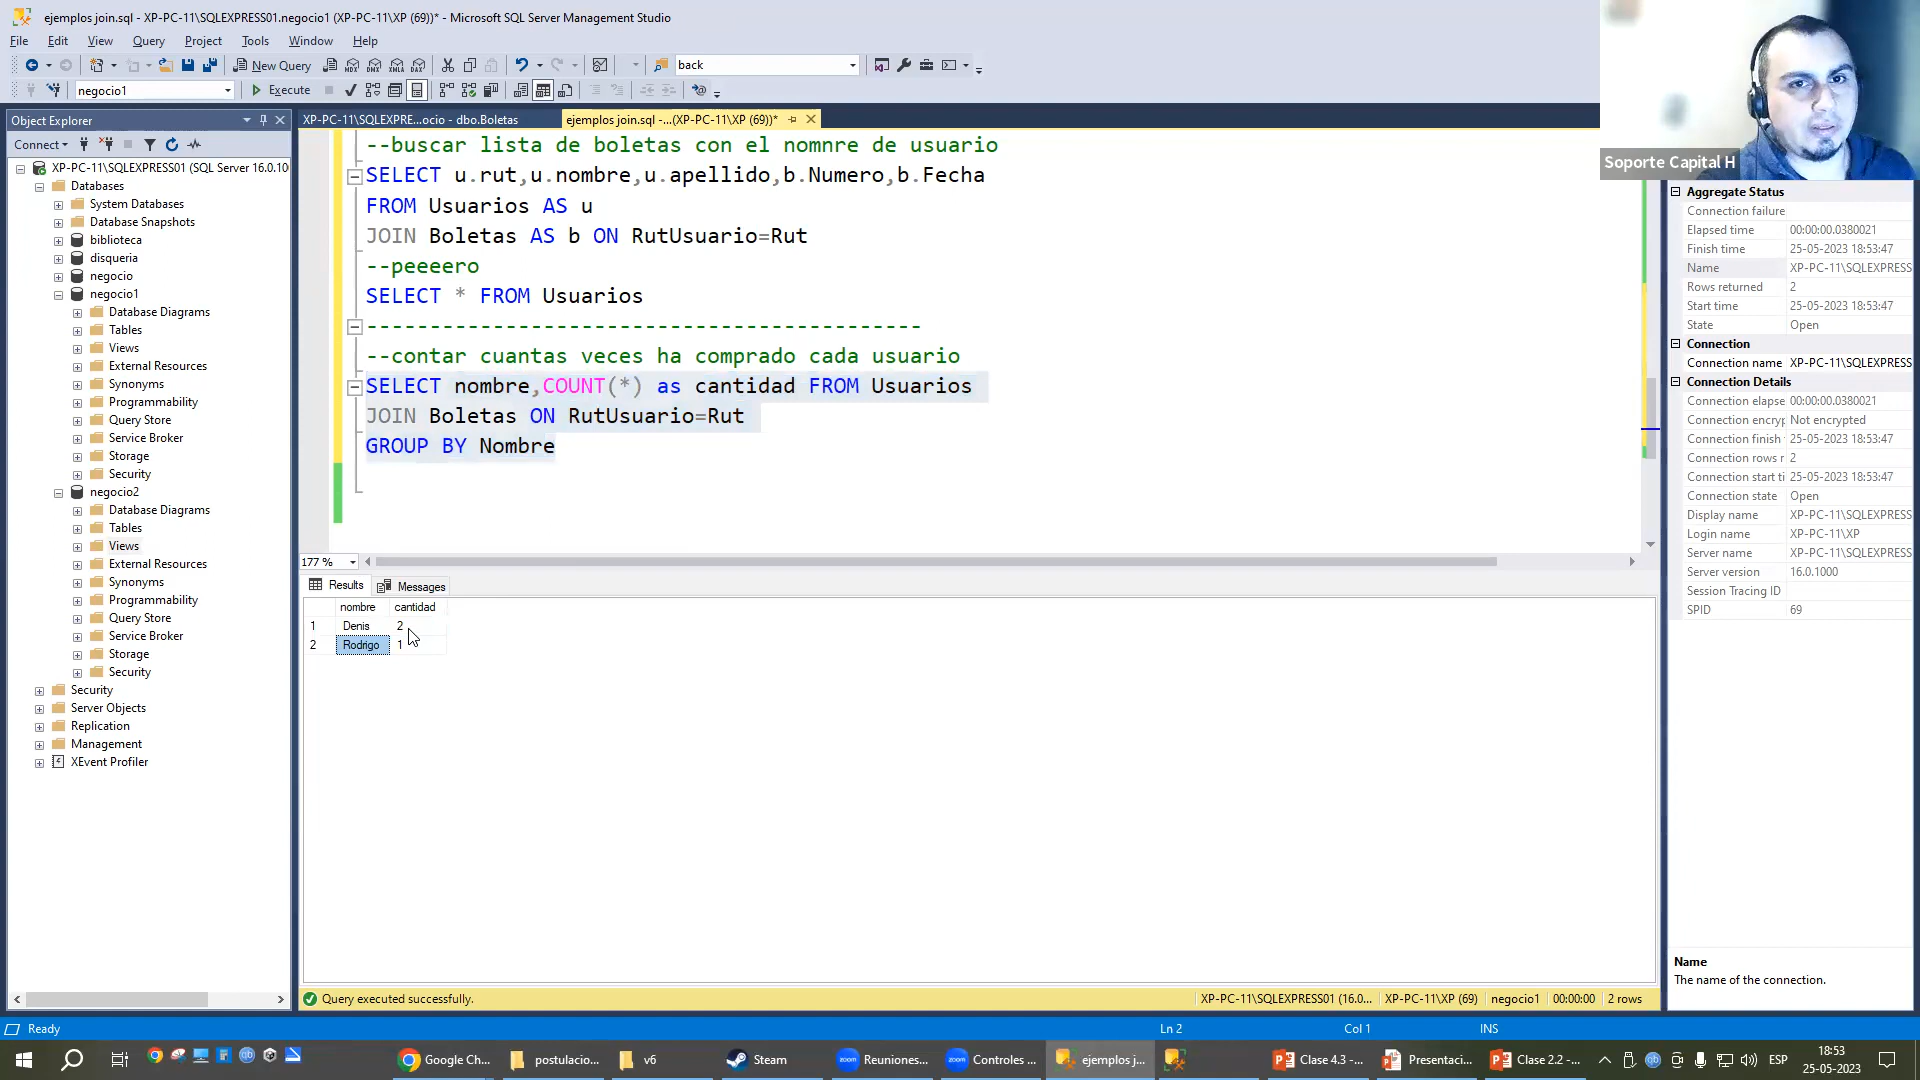 ejemplos join.sql - XP-PC-11\SQLEXPRESS01.negocio1 (XP-PC-11\XP (69))* - Microsoft SQL Server Management Studio
File Edit View Query Project Tools Window Help
New Query back
negocio1 Execute
Object Explorer
Connect
XP-PC-11\SQLEXPRESS01 (SQL Server 16.0.10
Databases
System Databases
Database Snapshots
biblioteca
disqueria
negocio
negocio1
Database Diagrams
Tables
Views
External Resources
Synonyms
Programmability
Query Store
Service Broker
Storage
Security
negocio2
Database Diagrams
Tables
Views
External Resources
Synonyms
Programmability
Query Store
Service Broker
Storage
Security
Security
Server Objects
Replication
Management
XEvent Profiler
XP-PC-11\SQLEXPRE...ocio - dbo.Boletas
ejemplos join.sql -...(XP-PC-11\XP (69))*
--buscar lista de boletas con el nomnre de usuario
SELECT u.rut,u.nombre,u.apellido,b.Numero,b.Fecha
FROM Usuarios AS u
JOIN Boletas AS b ON RutUsuario=Rut
--peeeero
SELECT * FROM Usuarios
--------------------------------------------
--contar cuantas veces ha comprado cada usuario
SELECT nombre,COUNT(*) as cantidad FROM Usuarios
JOIN Boletas ON RutUsuario=Rut
GROUP BY Nombre
177 %
Results Messages
nombre cantidad
1 Denis 2
2 Rodrigo 1
Query executed successfully.
XP-PC-11\SQLEXPRESS01 (16.0... XP-PC-11\XP (69) negocio1 00:00:00 2 rows
Soporte Capital H
Aggregate Status
Connection failure
Elapsed time 00:00:00.0380021
Finish time 25-05-2023 18:53:47
Name XP-PC-11\SQLEXPRESS
Rows returned 2
Start time 25-05-2023 18:53:47
State Open
Connection
Connection name XP-PC-11\SQLEXPRESS
Connection Details
Connection elapse 00:00:00.0380021
Connection encryp Not encrypted
Connection finish 25-05-2023 18:53:47
Connection rows r 2
Connection start ti 25-05-2023 18:53:47
Connection state Open
Display name XP-PC-11\SQLEXPRESS
Login name XP-PC-11\XP
Server name XP-PC-11\SQLEXPRESS
Server version 16.0.1000
Session Tracing ID
SPID 69
Name
The name of the connection.
Ready Ln 2 Col 1 INS
Google Ch... postulacio... v6 Steam Reuniones... Controles ... ejemplos j... Clase 4.3 -... Presentaci... Clase 2.2 -... ESP 18:53
25-05-2023